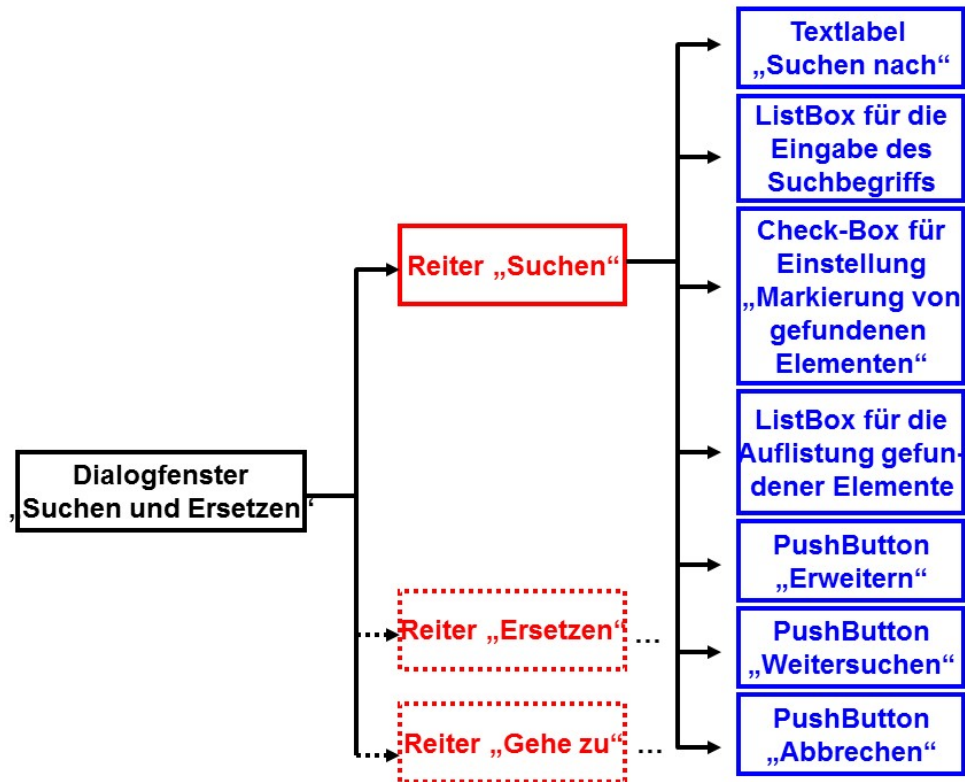 Dialogfenster
„Suchen und Ersetzen“
Reiter „Suchen“
Reiter „Ersetzen“ ...
Reiter „Gehe zu“ ...
Textlabel
„Suchen nach“
ListBox für die
Eingabe des
Suchbegriffs
Check-Box für
Einstellung
„Markierung von
gefundenen
Elementen“
ListBox für die
Auflistung gefun-
dener Elemente
PushButton
„Erweitern“
PushButton
„Weitersuchen“
PushButton
„Abbrechen“